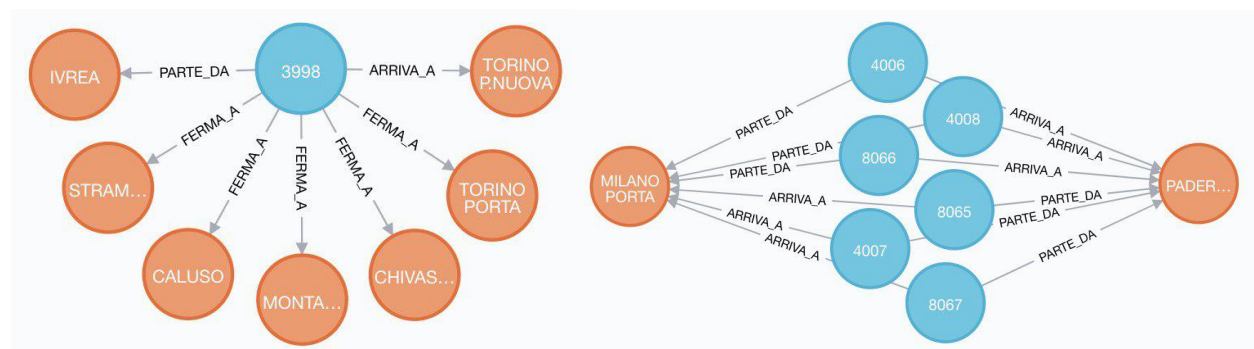 IVREA
PARTE_DA
3998
ARRIVA_A
TORINO
P.NUOVA
FERMA_A
FERMA_A
FERMA_A
FERMA_A
FERMA_A
STRAM...
CALUSO
MONTA...
CHIVAS...
TORINO
PORTA
4006
PARTE_DA
ARRIVA_A
4008
PARTE_DA
ARRIVA_A
8066
PARTE_DA
ARRIVA_A
MILANO
PORTA
PADER...
ARRIVA_A
8065
PARTE_DA
ARRIVA_A
4007
PARTE_DA
ARRIVA_A
8067
PARTE_DA